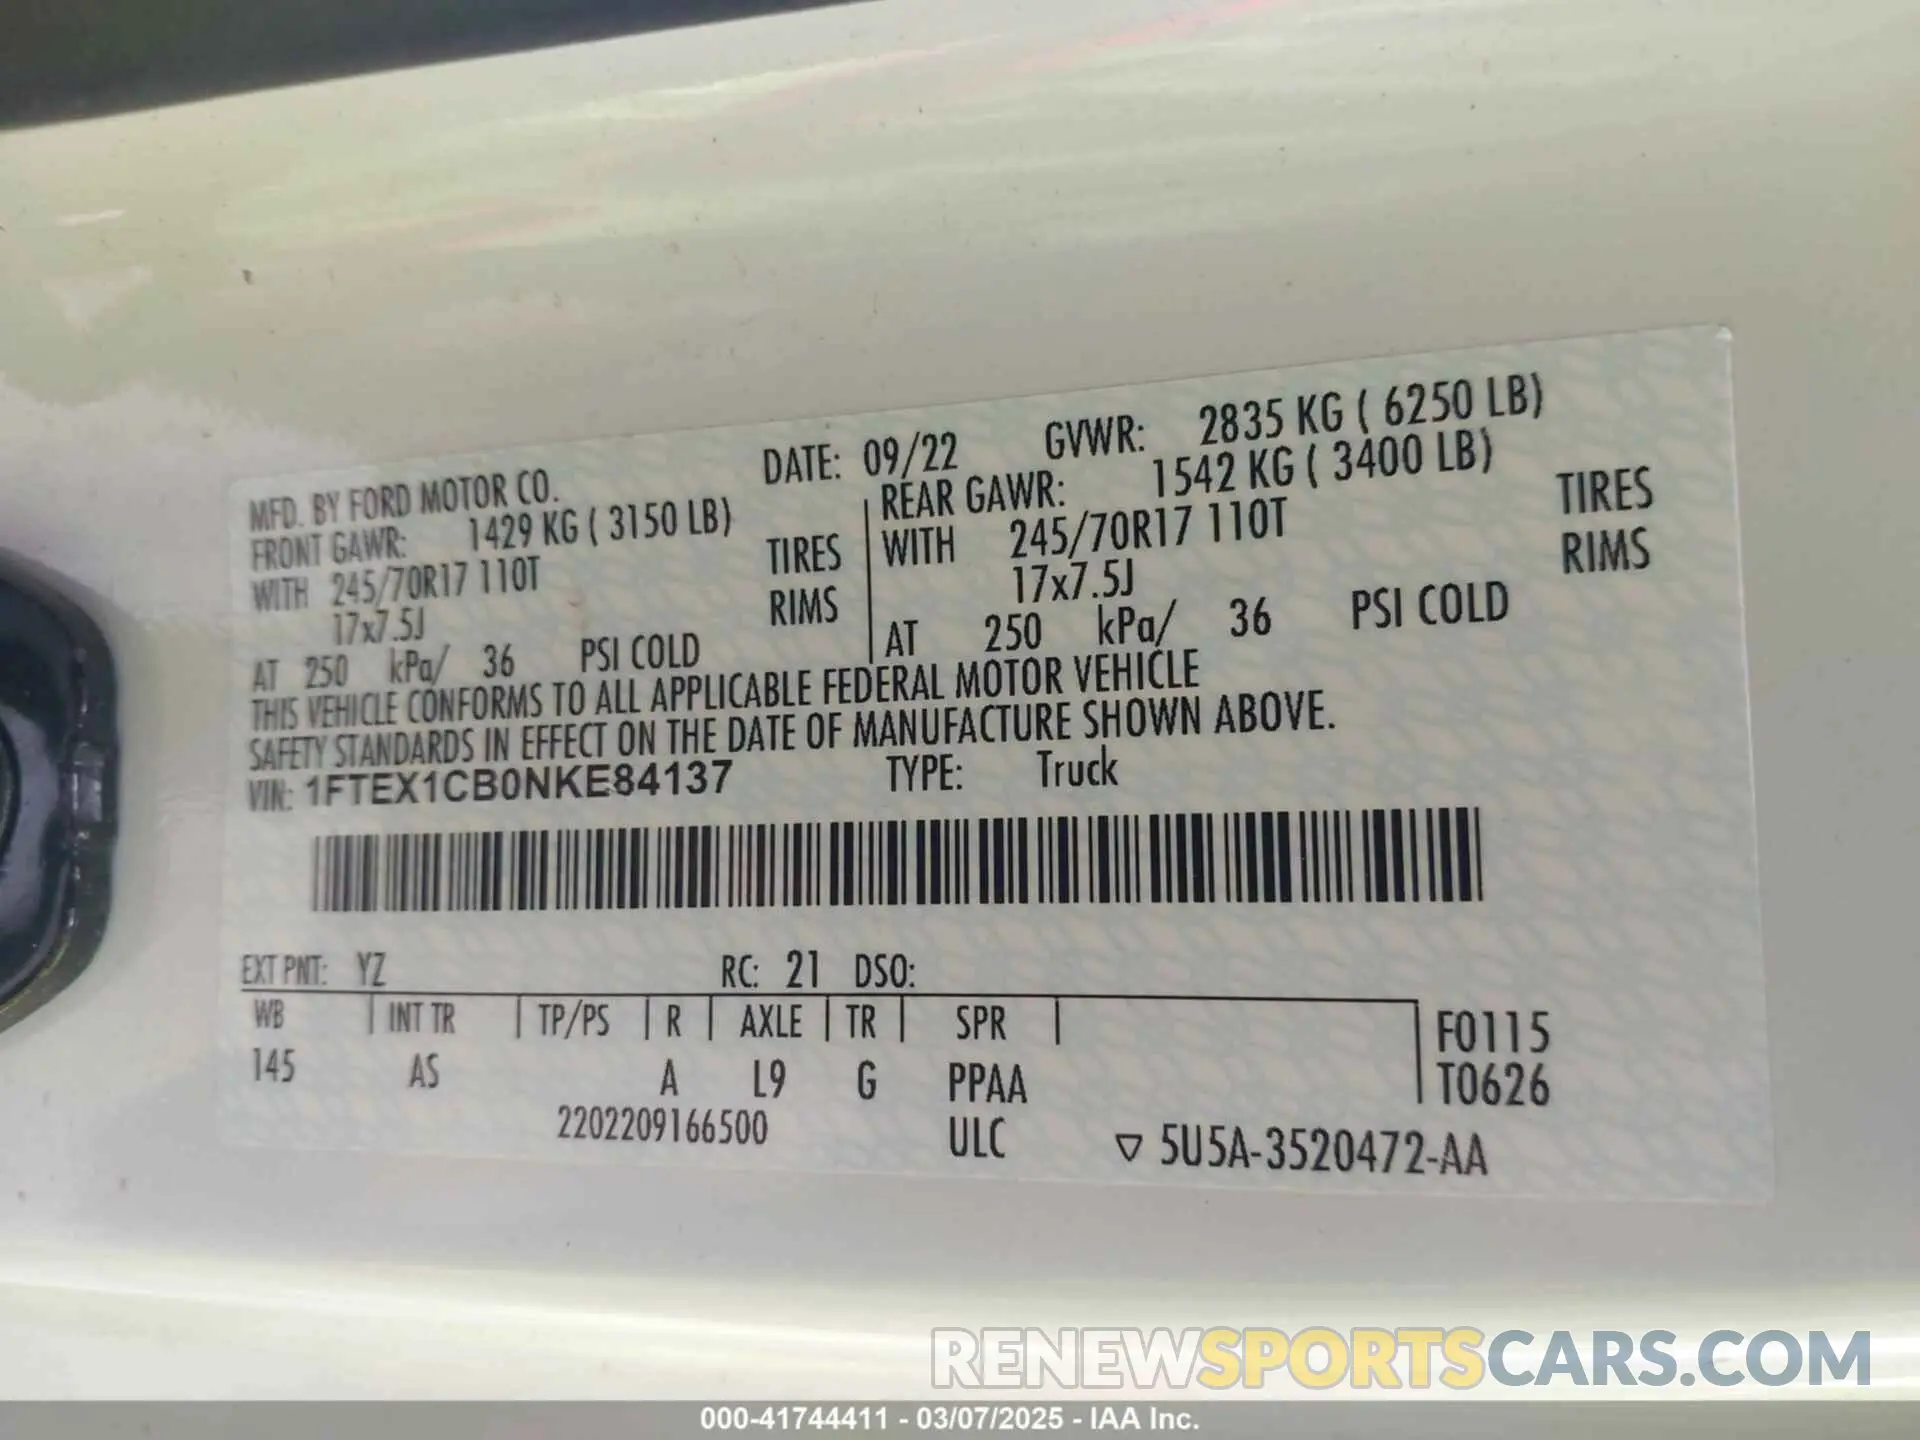 MFD. BY FORD MOTOR CO. DATE: 09/22 GVWR: 2835 KG ( 6250 LB)
FRONT GAWR: 1429 KG ( 3150 LB) REAR GAWR: 1542 KG ( 3400 LB)
WITH 245/70R17 110T TIRES WITH 245/70R17 110T TIRES
17x7.5J RIMS 17x7.5J RIMS
AT 250 kPa/ 36 PSI COLD AT 250 kPa/ 36 PSI COLD
THIS VEHICLE CONFORMS TO ALL APPLICABLE FEDERAL MOTOR VEHICLE
SAFETY STANDARDS IN EFFECT ON THE DATE OF MANUFACTURE SHOWN ABOVE.
VIN: 1FTEX1CB0NKE84137 TYPE: Truck
EXT PNT: YZ RC: 21 DSO:
WB INT TR TP/PS R AXLE TR SPR F0115
145 AS A L9 G PPAA T0626
2202209166500 ULC ▽ 5U5A-3520472-AA
RENEWSPORTSCARS.COM
000-41744411 - 03/07/2025 - IAA Inc.